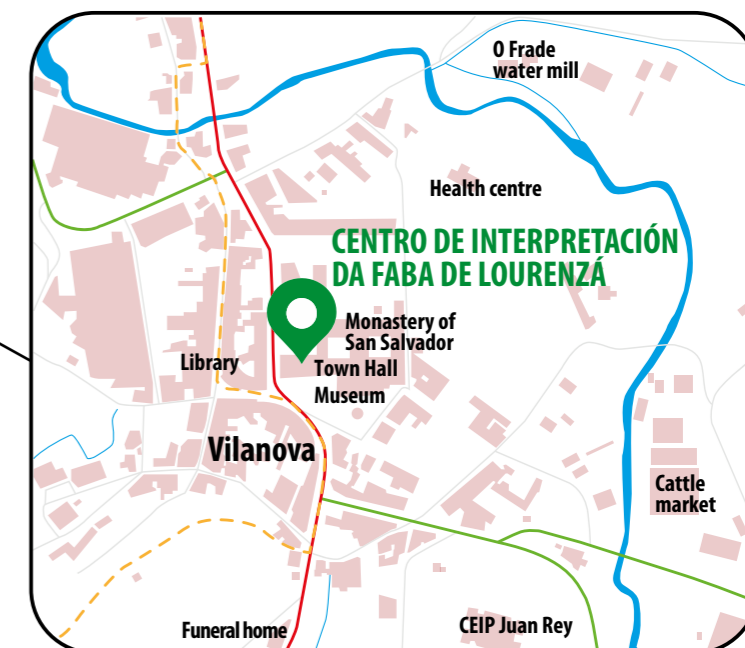 O Frade
water mill
Health centre
CENTRO DE INTERPRETACIÓN
DA FABA DE LOURENZÁ
Monastery of
San Salvador
Library
Town Hall
Museum
Vilanova
Cattle
market
Funeral home
CEIP Juan Rey